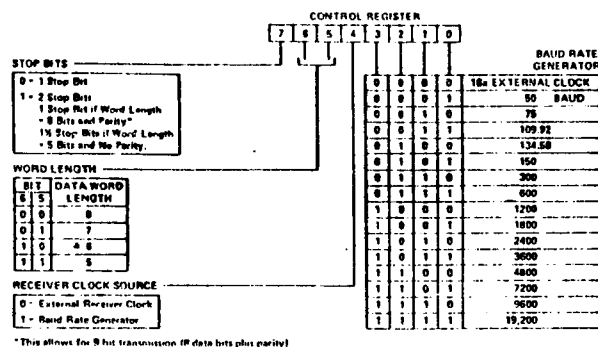 CONTROL REGISTER
7 6 5 4 3 2 1 0
STOP BITS
0 = 1 Stop Bit
1 = 2 Stop Bits
1 Stop Bit if Word Length
= 8 Bits and Parity*
1½ Stop Bits if Word Length
= 5 Bits and No Parity.
WORD LENGTH
BIT DATA WORD
6 5 LENGTH
0 0 8
0 1 7
1 0 6
1 1 5
RECEIVER CLOCK SOURCE
0 = External Receiver Clock
1 = Baud Rate Generator
BAUD RATE
GENERATOR
0 0 0 0 16x EXTERNAL CLOCK
0 0 0 1 50 BAUD
0 0 1 0 75
0 0 1 1 109.92
0 1 0 0 134.58
0 1 0 1 150
0 1 1 0 300
0 1 1 1 600
1 0 0 0 1200
1 0 0 1 1800
1 0 1 0 2400
1 0 1 1 3600
1 1 0 0 4800
1 1 0 1 7200
1 1 1 0 9600
1 1 1 1 19,200
*This allows for 9 bit transmission (8 data bits plus parity)